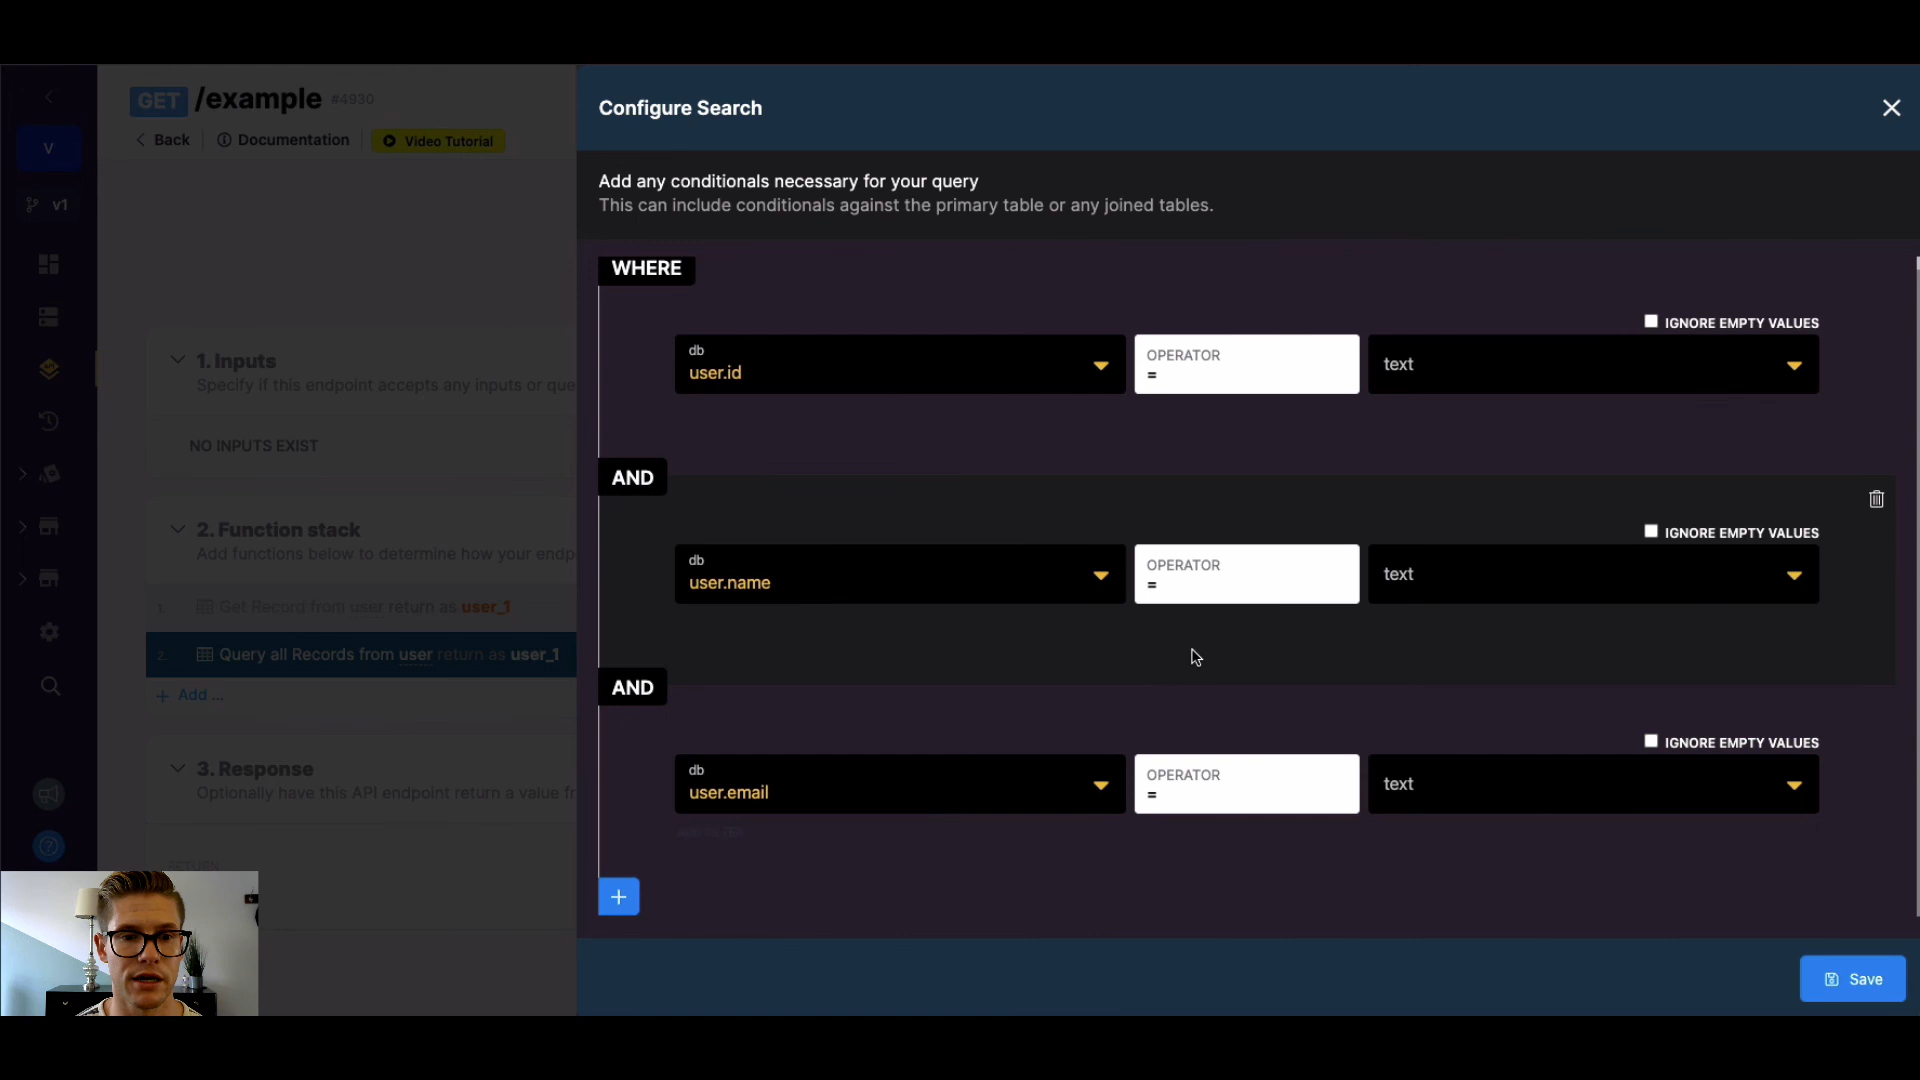 GET /example #4930
Back
Documentation
Video Tutorial
V
v1
1. Inputs
Specify if this endpoint accepts any inputs or que
NO INPUTS EXIST
2. Function stack
Add functions below to determine how your endp
1. Get Record from user return as user_1
2. Query all Records from user return as user_1
+ Add ...
3. Response
Optionally have this API endpoint return a value fr
RETURN
Configure Search
Add any conditionals necessary for your query
This can include conditionals against the primary table or any joined tables.
WHERE
IGNORE EMPTY VALUES
db
user.id
OPERATOR
=
text
AND
IGNORE EMPTY VALUES
db
user.name
OPERATOR
=
text
AND
IGNORE EMPTY VALUES
db
user.email
OPERATOR
=
text
+
Save